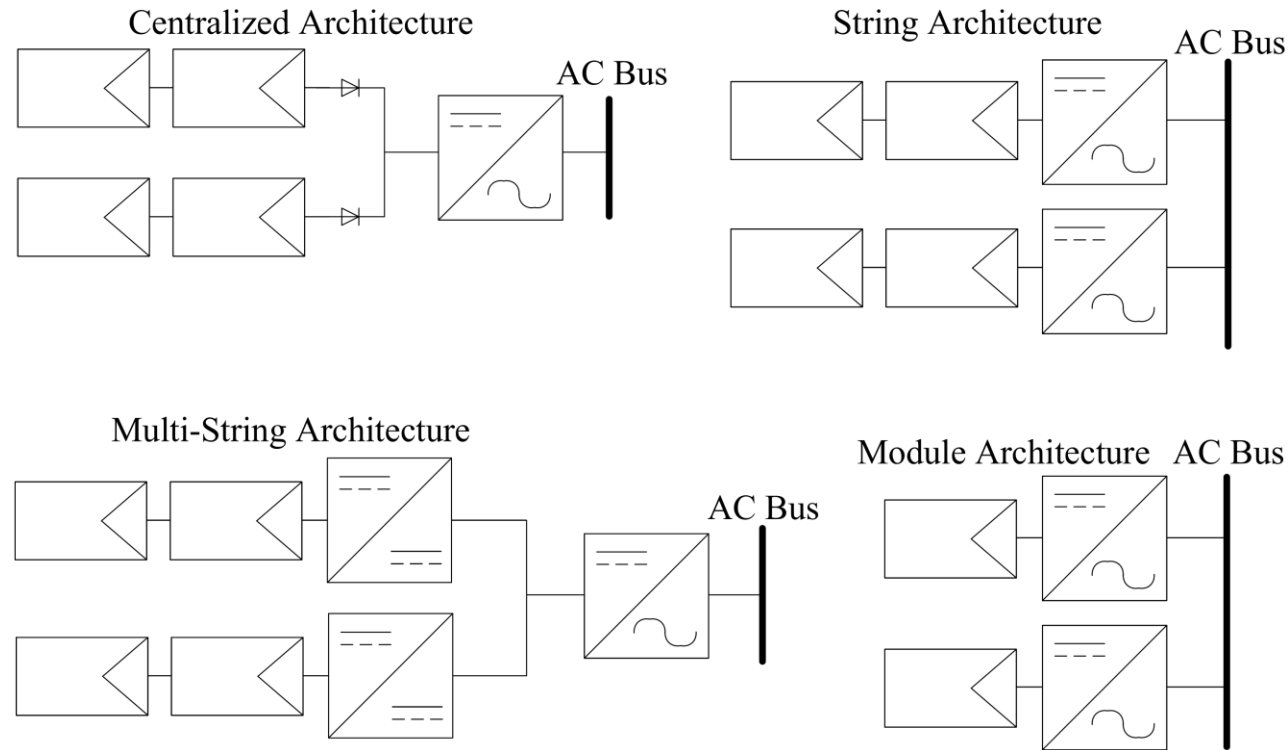 Centralized Architecture
AC Bus
String Architecture
AC Bus
Multi-String Architecture
AC Bus
Module Architecture
AC Bus